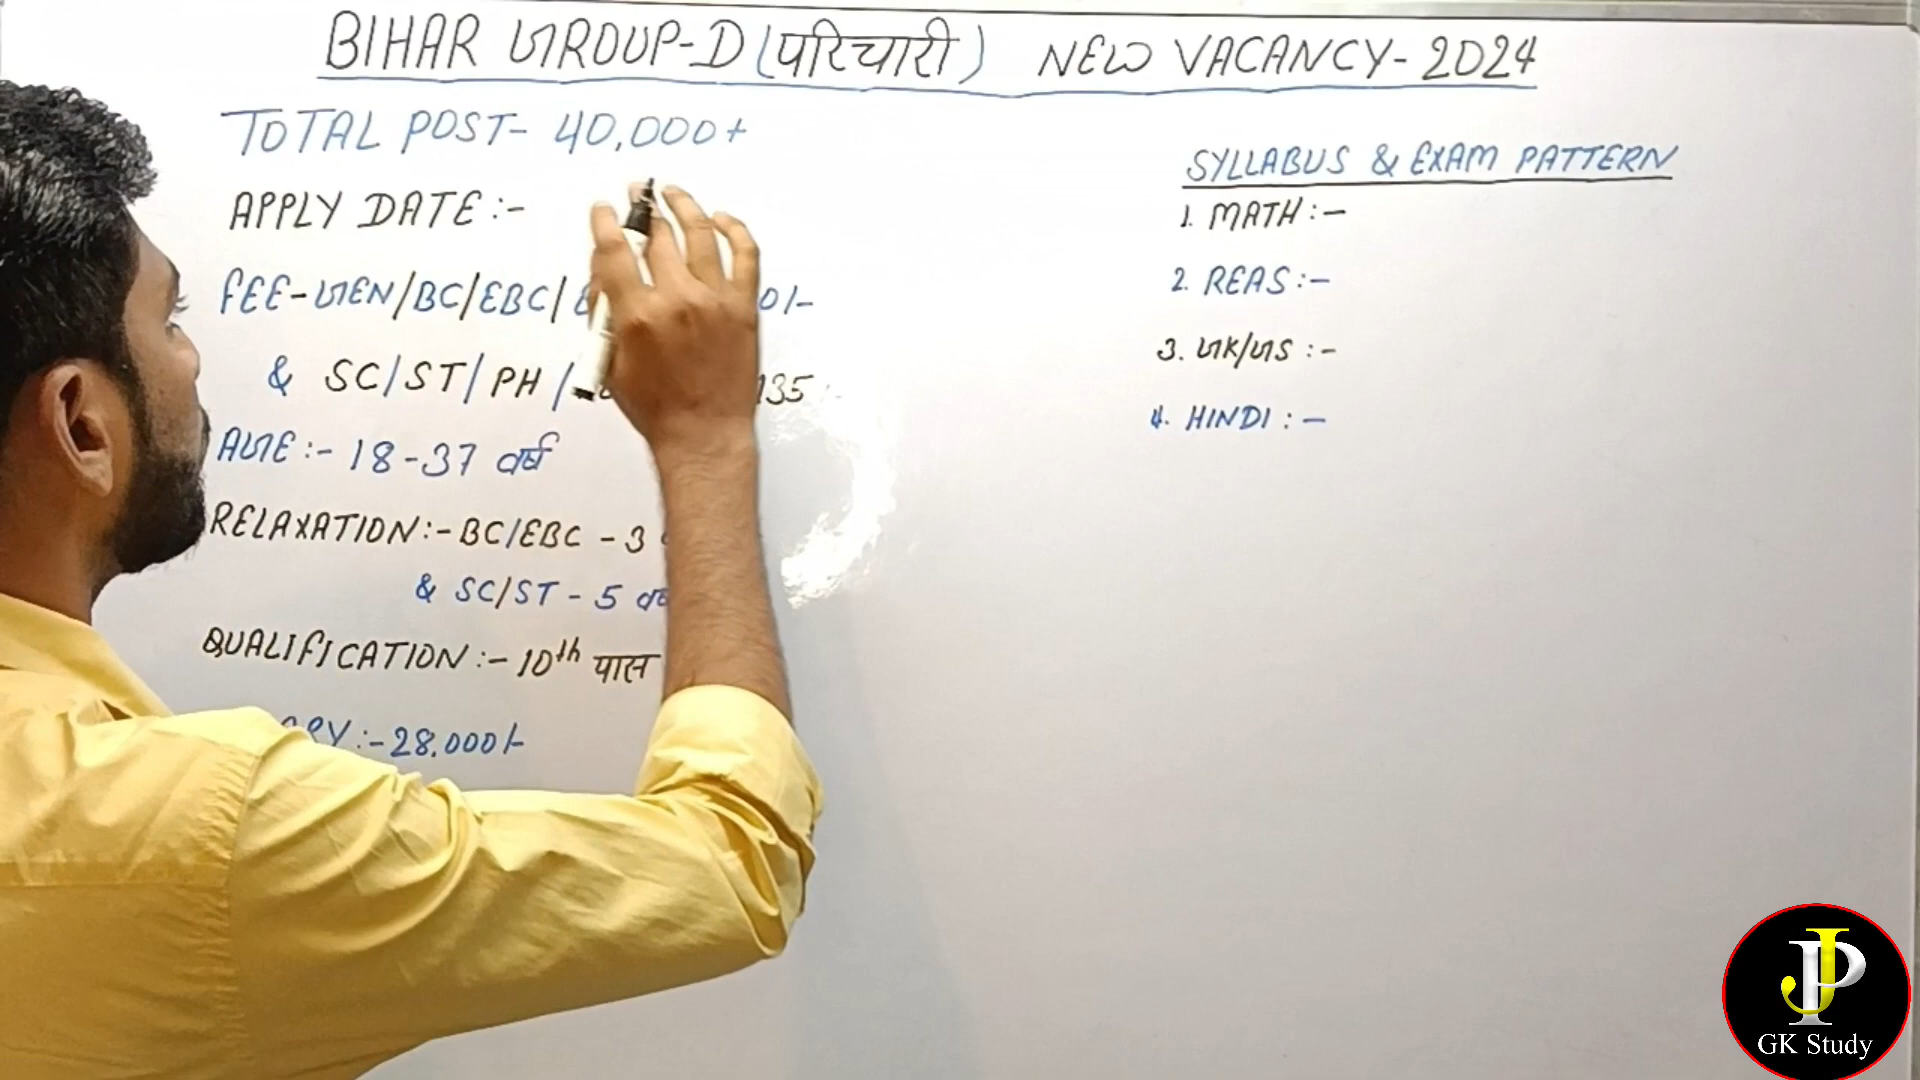 BIHAR GROUP-D (परिचारी) NEW VACANCY-2024
TOTAL POST- 40,000+
APPLY DATE :-
FEE-GEN/BC/EBC/ 0/-
& SC/ST/PH/ 135
AGE :- 18-37 वर्ष
RELAXATION:- BC/EBC - 3
& SC/ST - 5
QUALIFICATION :- 10th पास
:- 28,000/-
SYLLABUS & EXAM PATTERN
1. MATH :-
2. REAS :-
3. GK/GS :-
4. HINDI :-
JP
GK Study